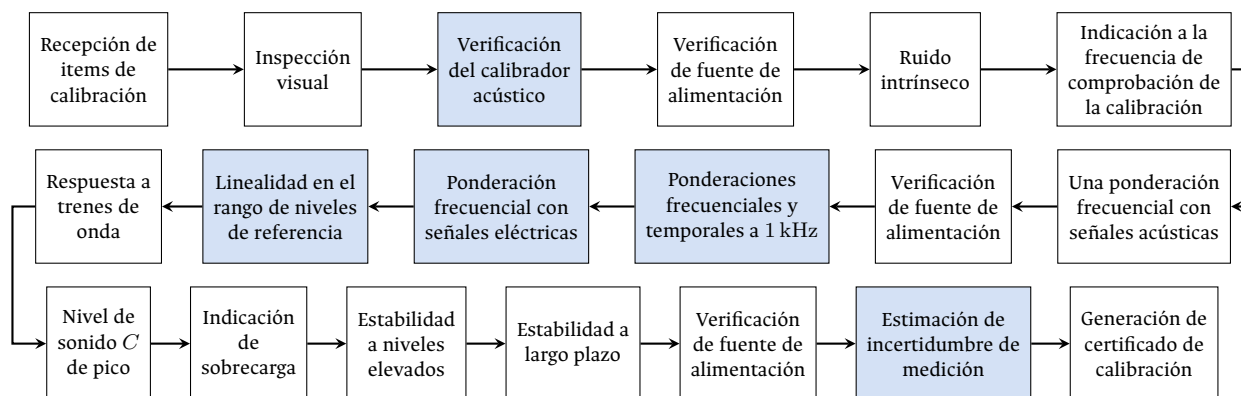 Recepción de
items de
calibración
Inspección
visual
Verificación
del calibrador
acústico
Verificación
de fuente de
alimentación
Ruido
intrínseco
Indicación a la
frecuencia de
comprobación de
la calibración
Una ponderación
frecuencial con
señales acústicas
Verificación
de fuente de
alimentación
Ponderaciones
frecuenciales y
temporales a 1 kHz
Ponderación
frecuencial con
señales eléctricas
Linealidad en el
rango de niveles
de referencia
Respuesta a
trenes de
onda
Nivel de
sonido C
de pico
Indicación
de
sobrecarga
Estabilidad
a niveles
elevados
Estabilidad a
largo plazo
Verificación
de fuente de
alimentación
Estimación de
incertidumbre de
medición
Generación de
certificado de
calibración